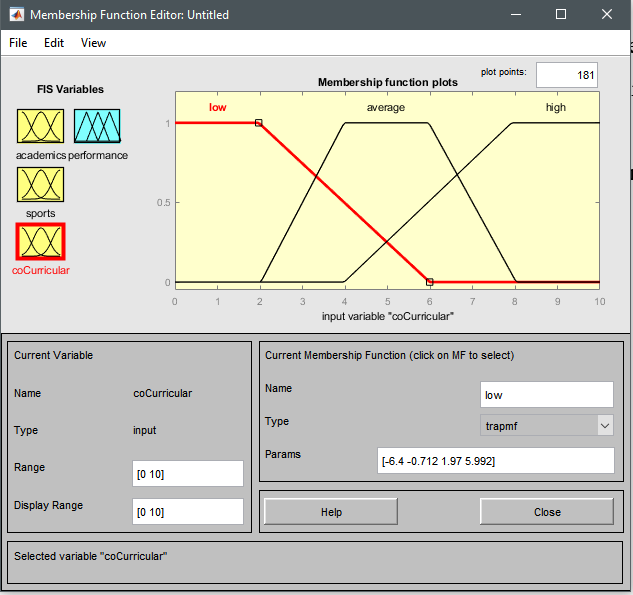 Membership Function Editor: Untitled
File Edit View
FIS Variables
Membership function plots
plot points: 181
low average high
academics performance
sports
coCurricular
1
0.5
0
0 1 2 3 4 5 6 7 8 9 10
input variable "coCurricular"
Current Variable
Name coCurricular
Type input
Range [0 10]
Display Range [0 10]
Current Membership Function (click on MF to select)
Name low
Type trapmf
Params [-6.4 -0.712 1.97 5.992]
Help Close
Selected variable "coCurricular"